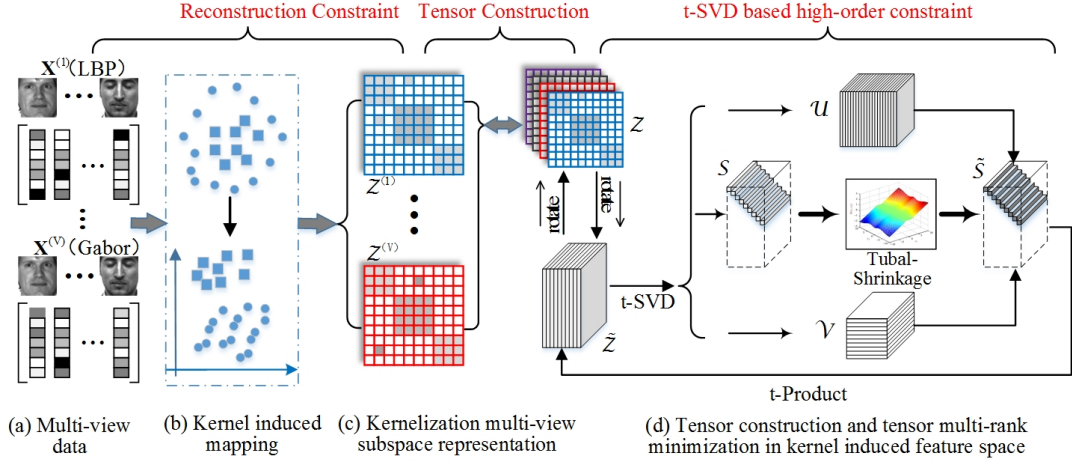 Reconstruction Constraint
Tensor Construction
t-SVD based high-order constraint
X(1)(LBP)
X(V)(Gabor)
Z(1)
Z(V)
Z
rotate
rotate
Z̃
t-SVD
U
S
V
Tubal-
Shrinkage
S̃
t-Product
(a) Multi-view
data
(b) Kernel induced
mapping
(c) Kernelization multi-view
subspace representation
(d) Tensor construction and tensor multi-rank
minimization in kernel induced feature space